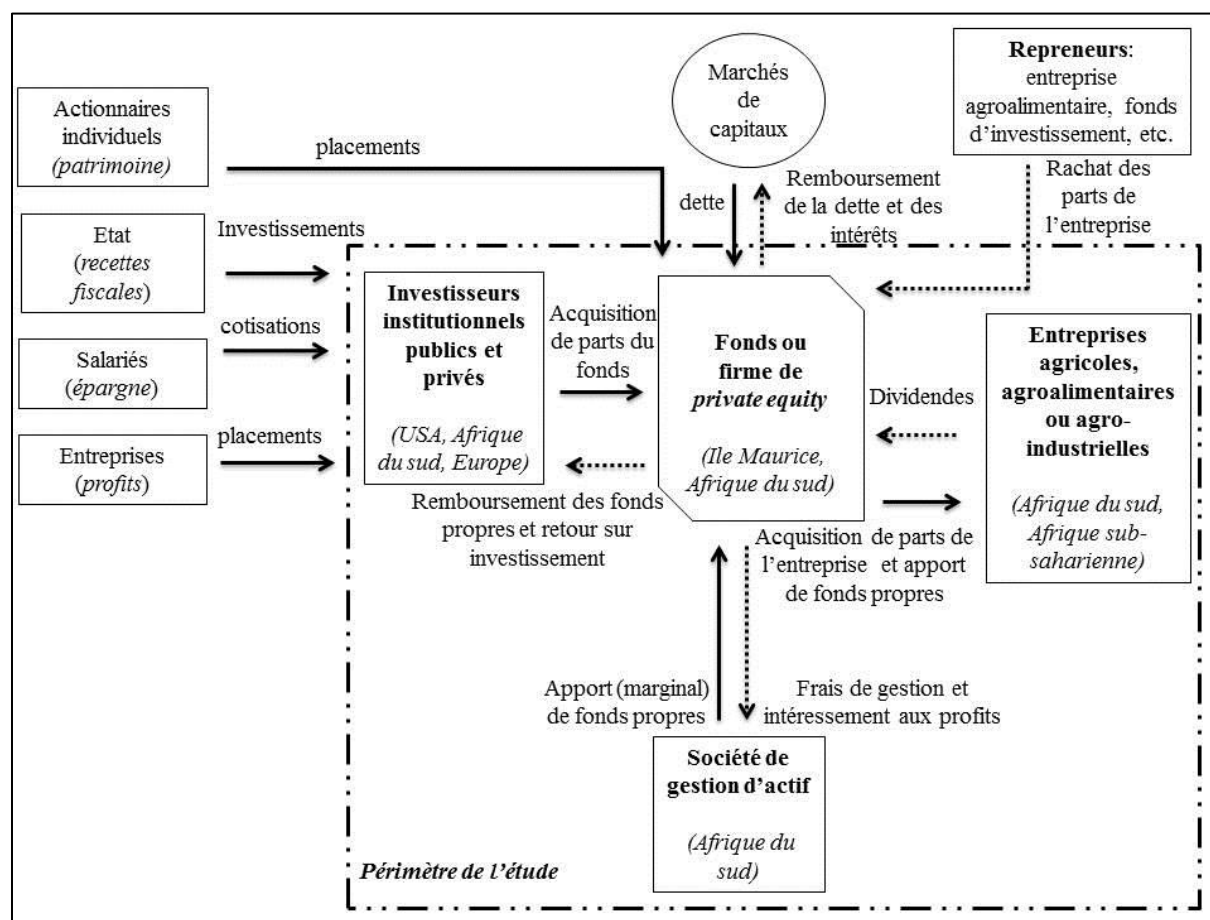 Actionnaires
individuels
(patrimoine)
Etat
(recettes
fiscales)
Salariés
(épargne)
Entreprises
(profits)
placements
Investissements
cotisations
placements
Marchés
de
capitaux
dette
Remboursement
de la dette et des
intérêts
Repreneurs:
entreprise
agroalimentaire, fonds
d’investissement, etc.
Rachat des
parts de
l’entreprise
Investisseurs
institutionnels
publics et
privés
(USA, Afrique
du sud, Europe)
Acquisition
de parts du
fonds
Remboursement des fonds
propres et retour sur
investissement
Fonds ou
firme de
private equity
(Ile Maurice,
Afrique du sud)
Dividendes
Acquisition de parts de
l’entreprise et apport
de fonds propres
Entreprises
agricoles,
agroalimentaires
ou agro-
industrielles
(Afrique du sud,
Afrique sub-
saharienne)
Apport (marginal)
de fonds propres
Frais de gestion et
intéressement aux profits
Société de
gestion d’actif
(Afrique du
sud)
Périmètre de l’étude